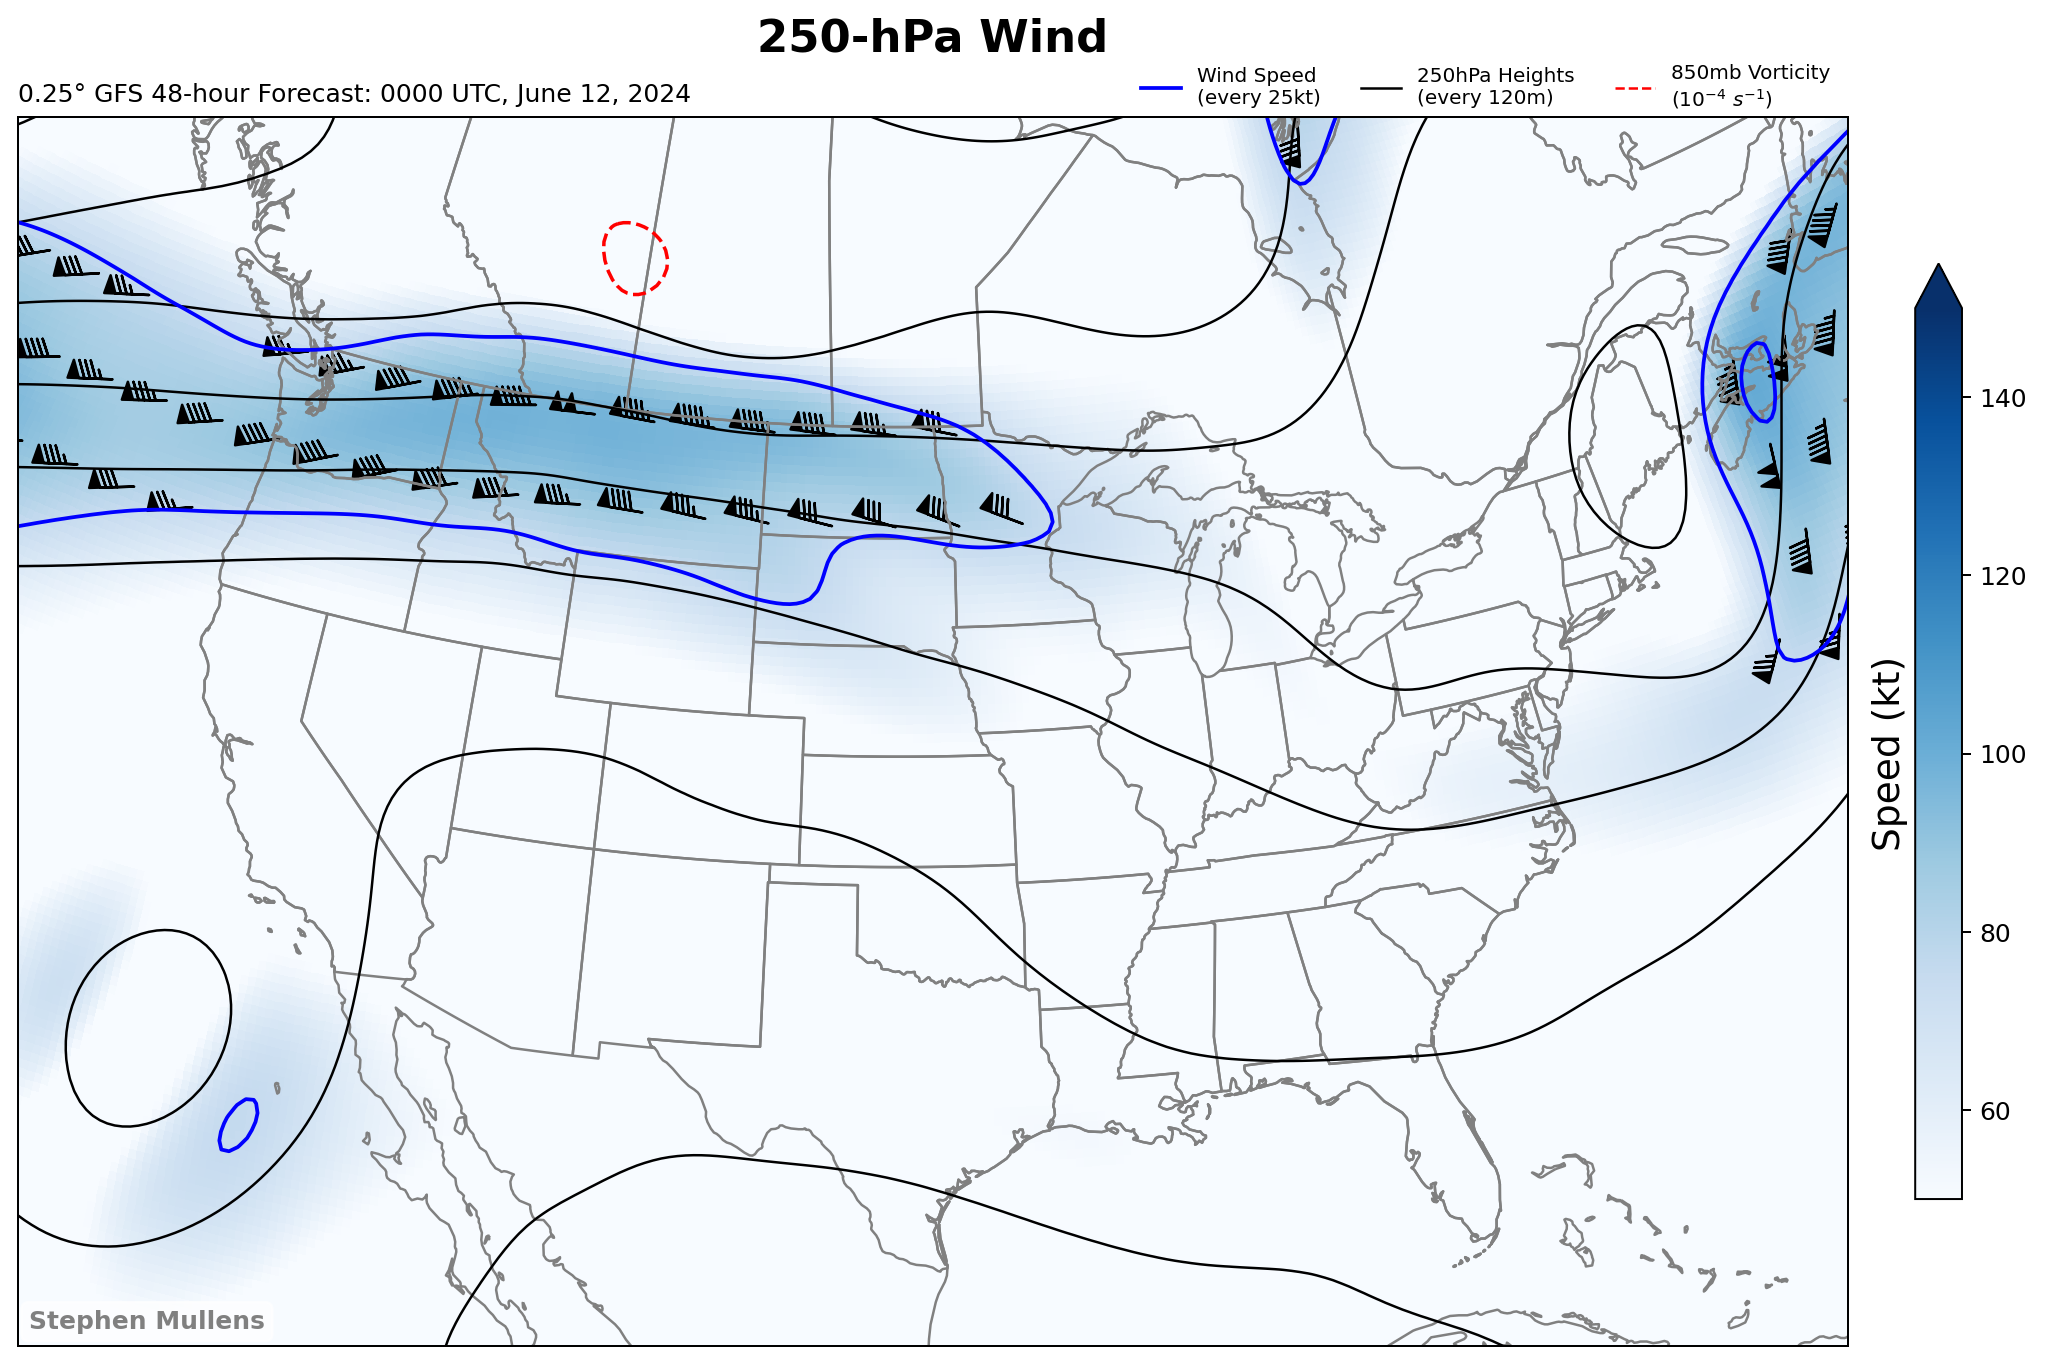 250-hPa Wind
0.25° GFS 48-hour Forecast: 0000 UTC, June 12, 2024
Wind Speed
(every 25kt)
250hPa Heights
(every 120m)
850mb Vorticity
(10⁻⁴ s⁻¹)
140
120
100
80
60
Speed (kt)
Stephen Mullens